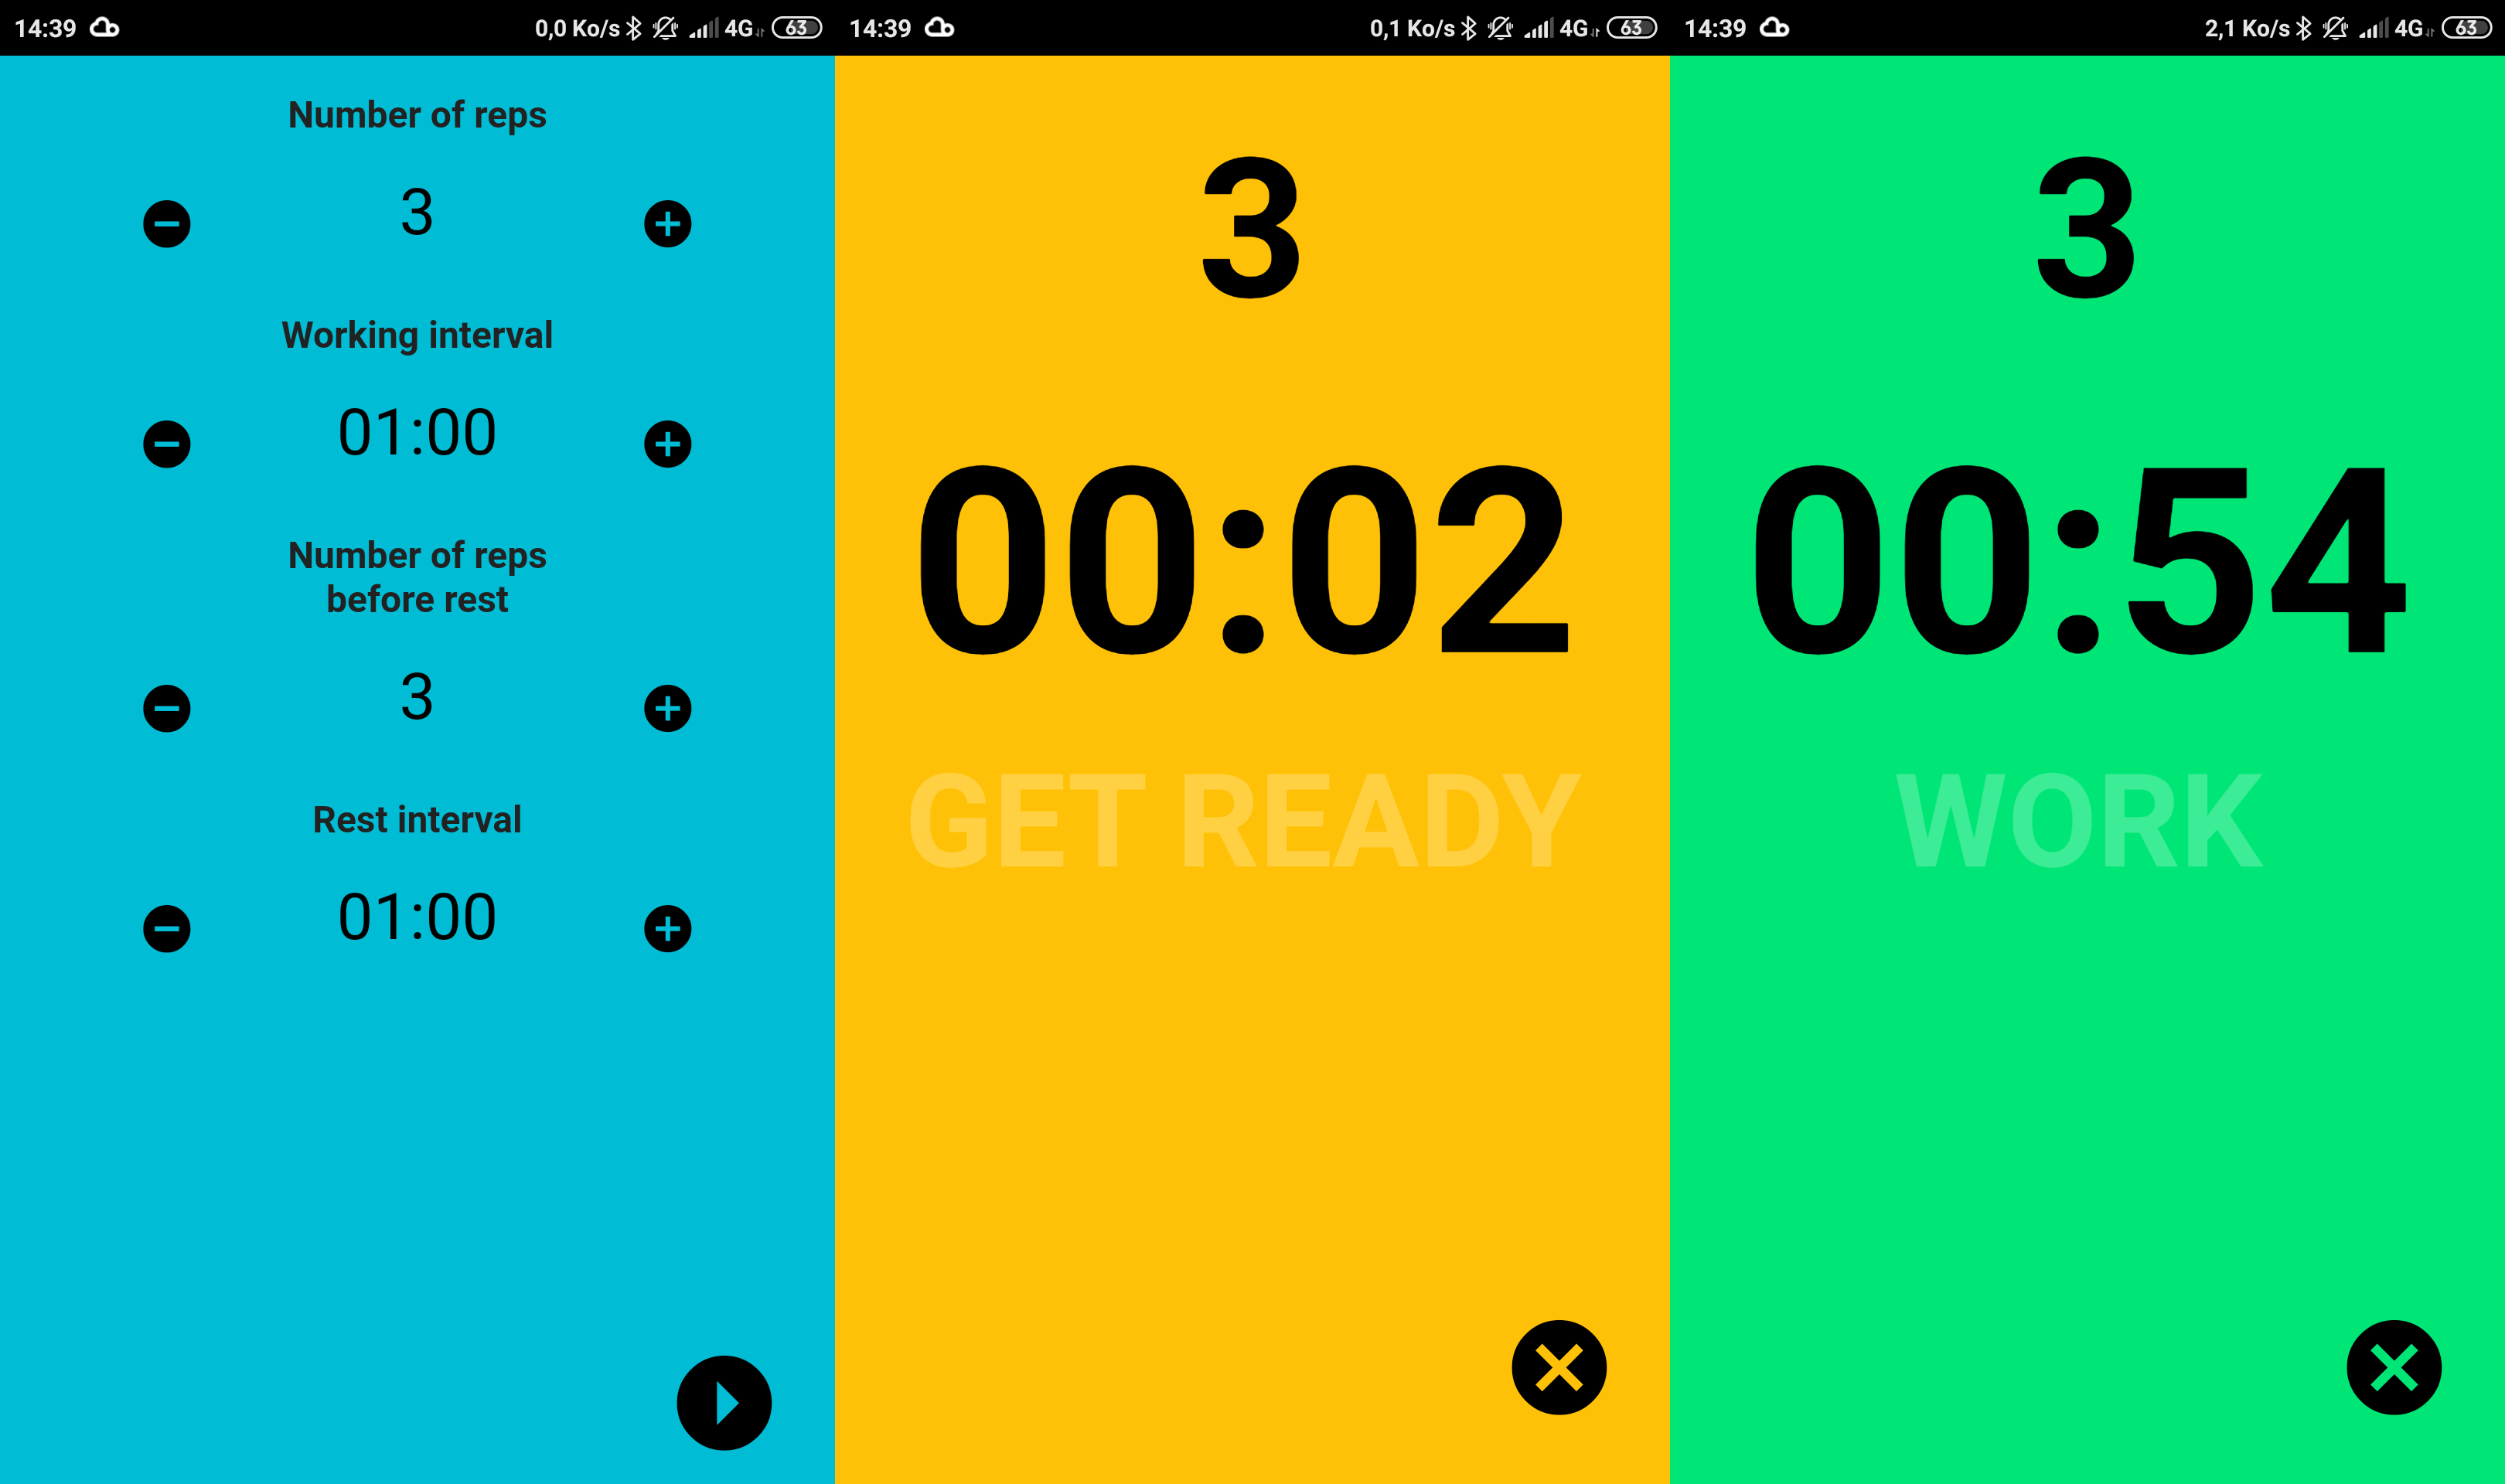 14:39 0,0 Ko/s 4G 63
Number of reps
3
Working interval
01:00
Number of reps
before rest
3
Rest interval
01:00
14:39 0,1 Ko/s 4G 63
3
00:02
GET READY
14:39 2,1 Ko/s 4G 63
3
00:54
WORK